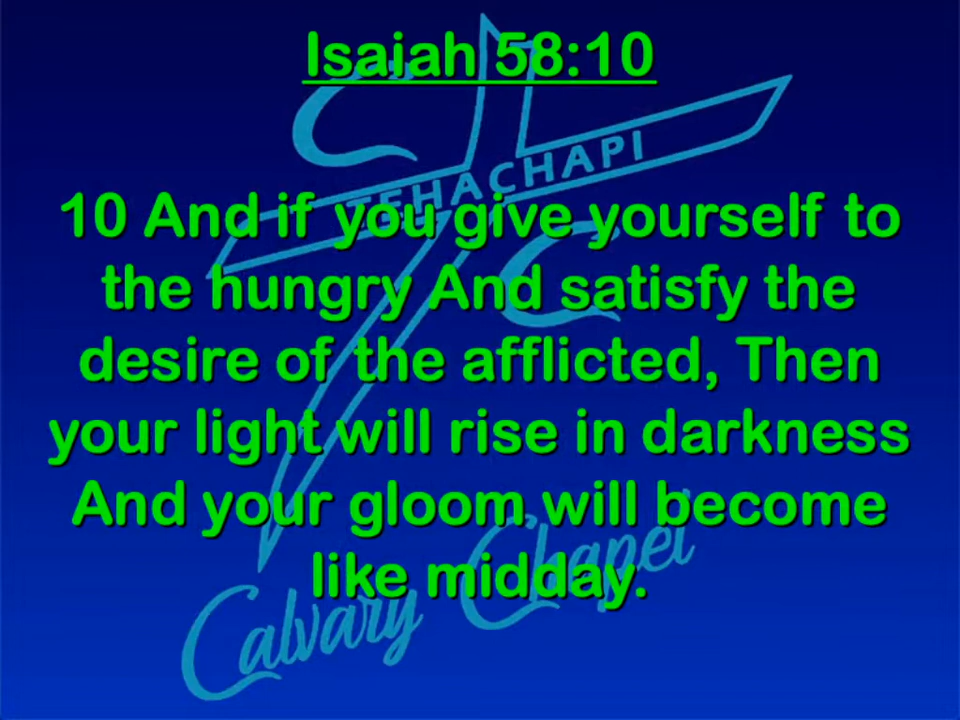 Isaiah 58:10
TEHACHAPI
10 And if you give yourself to
the hungry And satisfy the
desire of the afflicted, Then
your light will rise in darkness
And your gloom will become
like midday.
Calvary Chapel